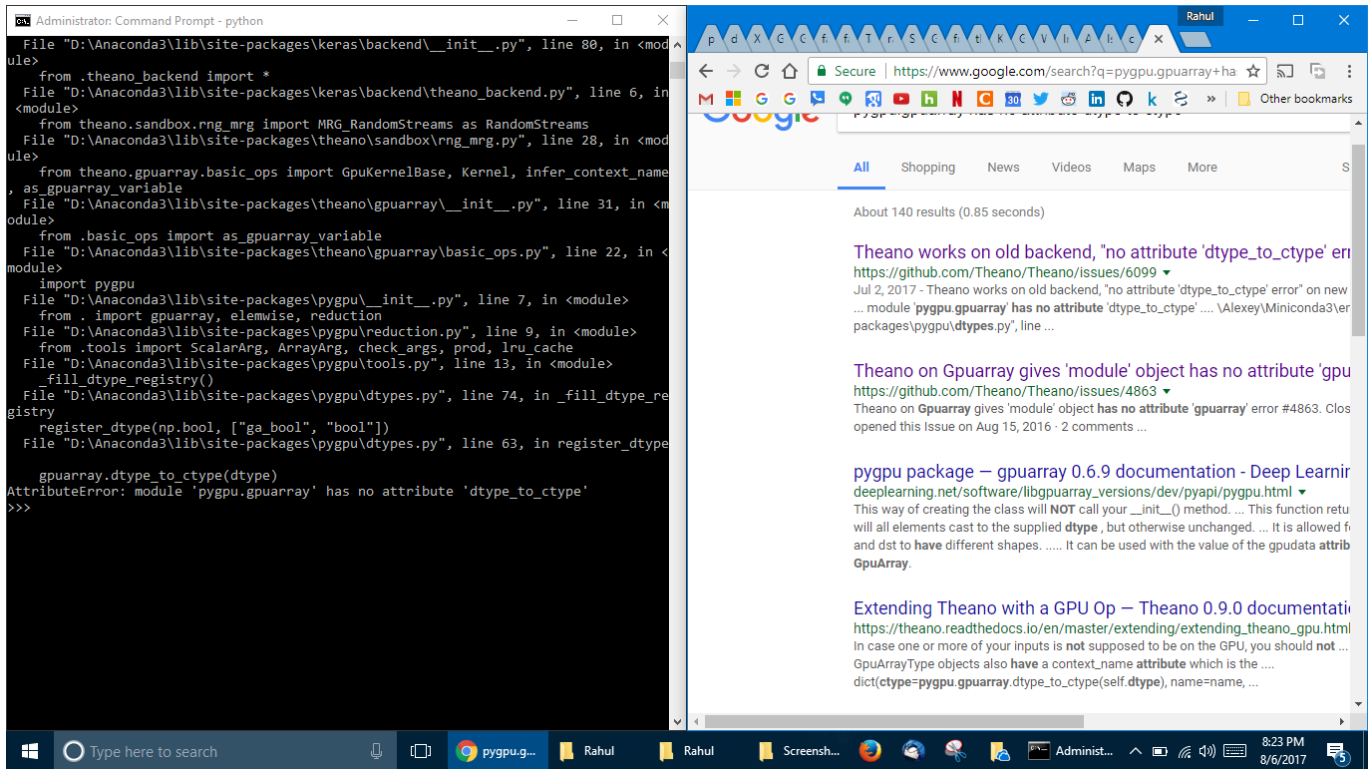 Administrator: Command Prompt - python
File "D:\Anaconda3\lib\site-packages\keras\backend\__init__.py", line 80, in <mod
ule>
from .theano_backend import *
File "D:\Anaconda3\lib\site-packages\keras\backend\theano_backend.py", line 6, in
<module>
from theano.sandbox.rng_mrg import MRG_RandomStreams as RandomStreams
File "D:\Anaconda3\lib\site-packages\theano\sandbox\rng_mrg.py", line 28, in <mod
ule>
from theano.gpuarray.basic_ops import GpuKernelBase, Kernel, infer_context_name
, as_gpuarray_variable
File "D:\Anaconda3\lib\site-packages\theano\gpuarray\__init__.py", line 31, in <m
odule>
from .basic_ops import as_gpuarray_variable
File "D:\Anaconda3\lib\site-packages\theano\gpuarray\basic_ops.py", line 22, in <
module>
import pygpu
File "D:\Anaconda3\lib\site-packages\pygpu\__init__.py", line 7, in <module>
from . import gpuarray, elemwise, reduction
File "D:\Anaconda3\lib\site-packages\pygpu\reduction.py", line 9, in <module>
from .tools import ScalarArg, ArrayArg, check_args, prod, lru_cache
File "D:\Anaconda3\lib\site-packages\pygpu\tools.py", line 13, in <module>
_fill_dtype_registry()
File "D:\Anaconda3\lib\site-packages\pygpu\dtypes.py", line 74, in _fill_dtype_re
gistry
register_dtype(np.bool, ["ga_bool", "bool"])
File "D:\Anaconda3\lib\site-packages\pygpu\dtypes.py", line 63, in register_dtype
gpuarray.dtype_to_ctype(dtype)
AttributeError: module 'pygpu.gpuarray' has no attribute 'dtype_to_ctype'
>>>
Rahul
Secure https://www.google.com/search?q=pygpu.gpuarray+ha
Other bookmarks
All Shopping News Videos Maps More S
About 140 results (0.85 seconds)
Theano works on old backend, "no attribute 'dtype_to_ctype' err
https://github.com/Theano/Theano/issues/6099
Jul 2, 2017 - Theano works on old backend, "no attribute 'dtype_to_ctype' error" on new
... module 'pygpu.gpuarray' has no attribute 'dtype_to_ctype' .... \Alexey\Miniconda3\en
packages\pygpu\dtypes.py", line ...
Theano on Gpuarray gives 'module' object has no attribute 'gpu
https://github.com/Theano/Theano/issues/4863
Theano on Gpuarray gives 'module' object has no attribute 'gpuarray' error #4863. Clos
opened this Issue on Aug 15, 2016 · 2 comments ...
pygpu package — gpuarray 0.6.9 documentation - Deep Learnin
deeplearning.net/software/libgpuarray_versions/dev/pyapi/pygpu.html
This way of creating the class will NOT call your __init__() method. ... This function retu
will all elements cast to the supplied dtype , but otherwise unchanged. ... It is allowed fo
and dst to have different shapes. ..... It can be used with the value of the gpudata attrib
GpuArray.
Extending Theano with a GPU Op — Theano 0.9.0 documentati
https://theano.readthedocs.io/en/master/extending/extending_theano_gpu.html
In case one or more of your inputs is not supposed to be on the GPU, you should not ...
GpuArrayType objects also have a context_name attribute which is the ....
dict(ctype=pygpu.gpuarray.dtype_to_ctype(self.dtype), name=name, ...
Type here to search
pygpu.g...
Rahul
Rahul
Screensh...
Administ...
8:23 PM
8/6/2017
5